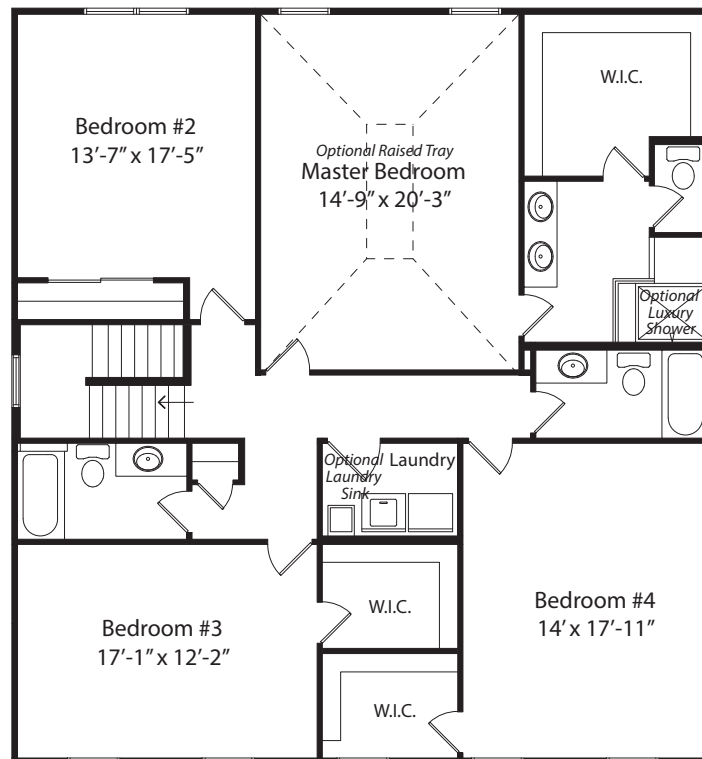 W.I.C.
Bedroom #2
13’-7” x 17’-5”
Optional Raised Tray
Master Bedroom
14’-9” x 20’-3”
Optional
Luxury
Shower
Optional
Laundry
Sink
Laundry
Bedroom #3
17’-1” x 12’-2”
W.I.C.
Bedroom #4
14’ x 17’-11”
W.I.C.